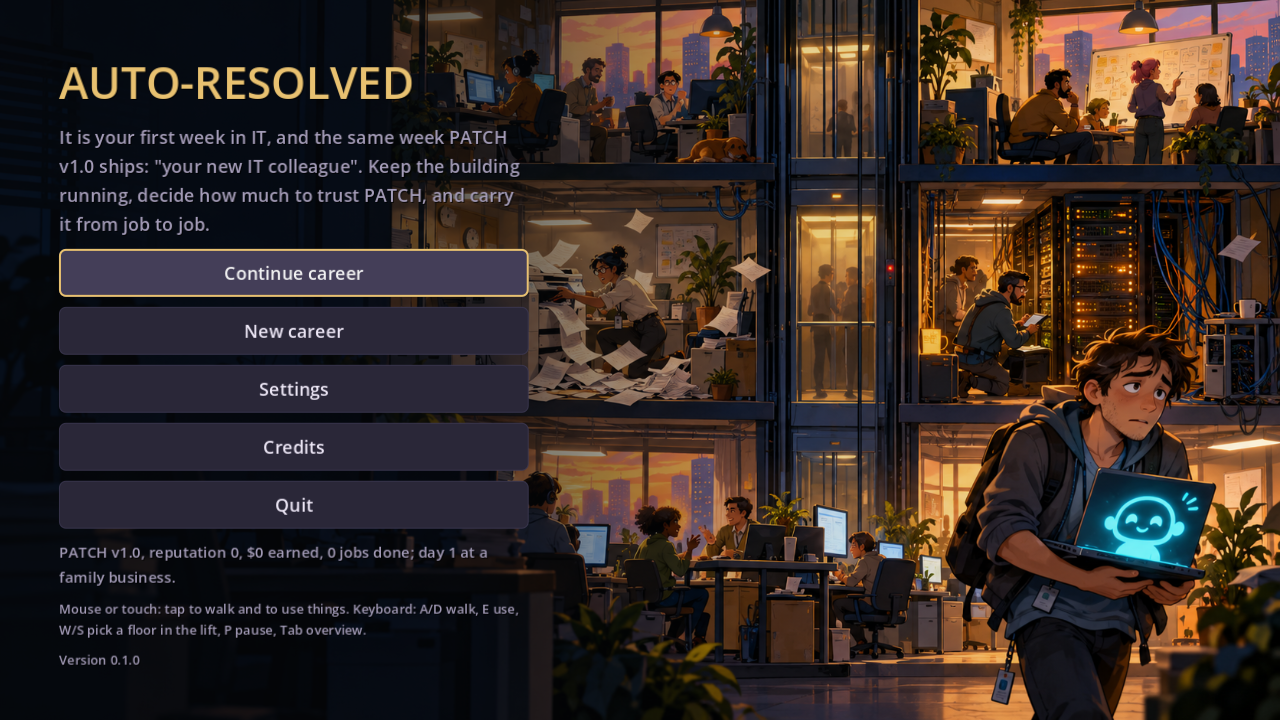 AUTO-RESOLVED
It is your first week in IT, and the same week PATCH
v1.0 ships: "your new IT colleague". Keep the building
running, decide how much to trust PATCH, and carry
it from job to job.
Continue career
New career
Settings
Credits
Quit
PATCH v1.0, reputation 0, $0 earned, 0 jobs done; day 1 at a
family business.
Mouse or touch: tap to walk and to use things. Keyboard: A/D walk, E use,
W/S pick a floor in the lift, P pause, Tab overview.
Version 0.1.0